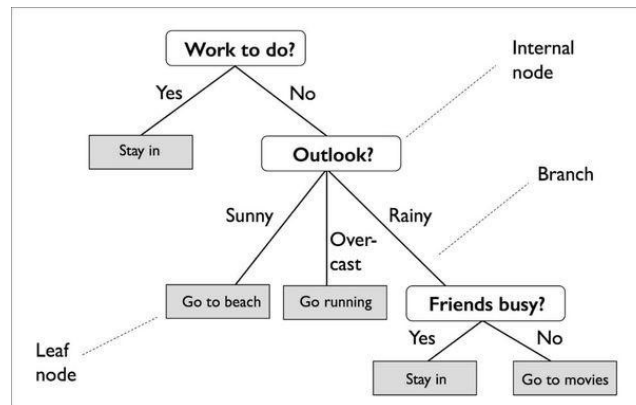 Work to do?
Internal
node
Yes
No
Stay in
Outlook?
Branch
Sunny
Over-
cast
Rainy
Go to beach
Go running
Friends busy?
Leaf
node
Yes
No
Stay in
Go to movies